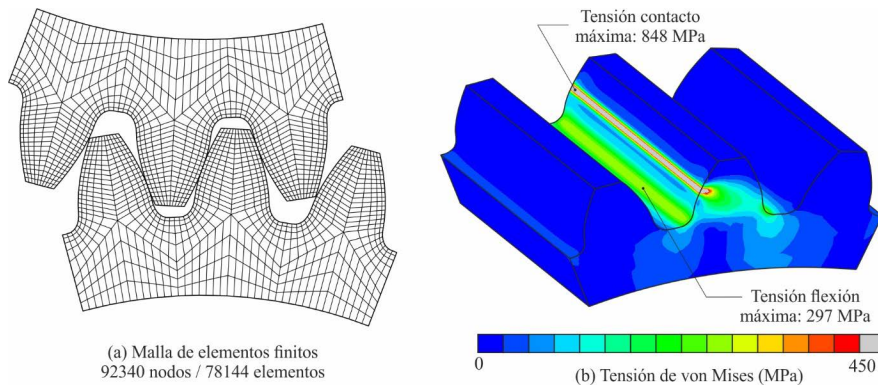 Tensión contacto
máxima: 848 MPa
Tensión flexión
máxima: 297 MPa
(a) Malla de elementos finitos
92340 nodos / 78144 elementos
0
450
(b) Tensión de von Mises (MPa)